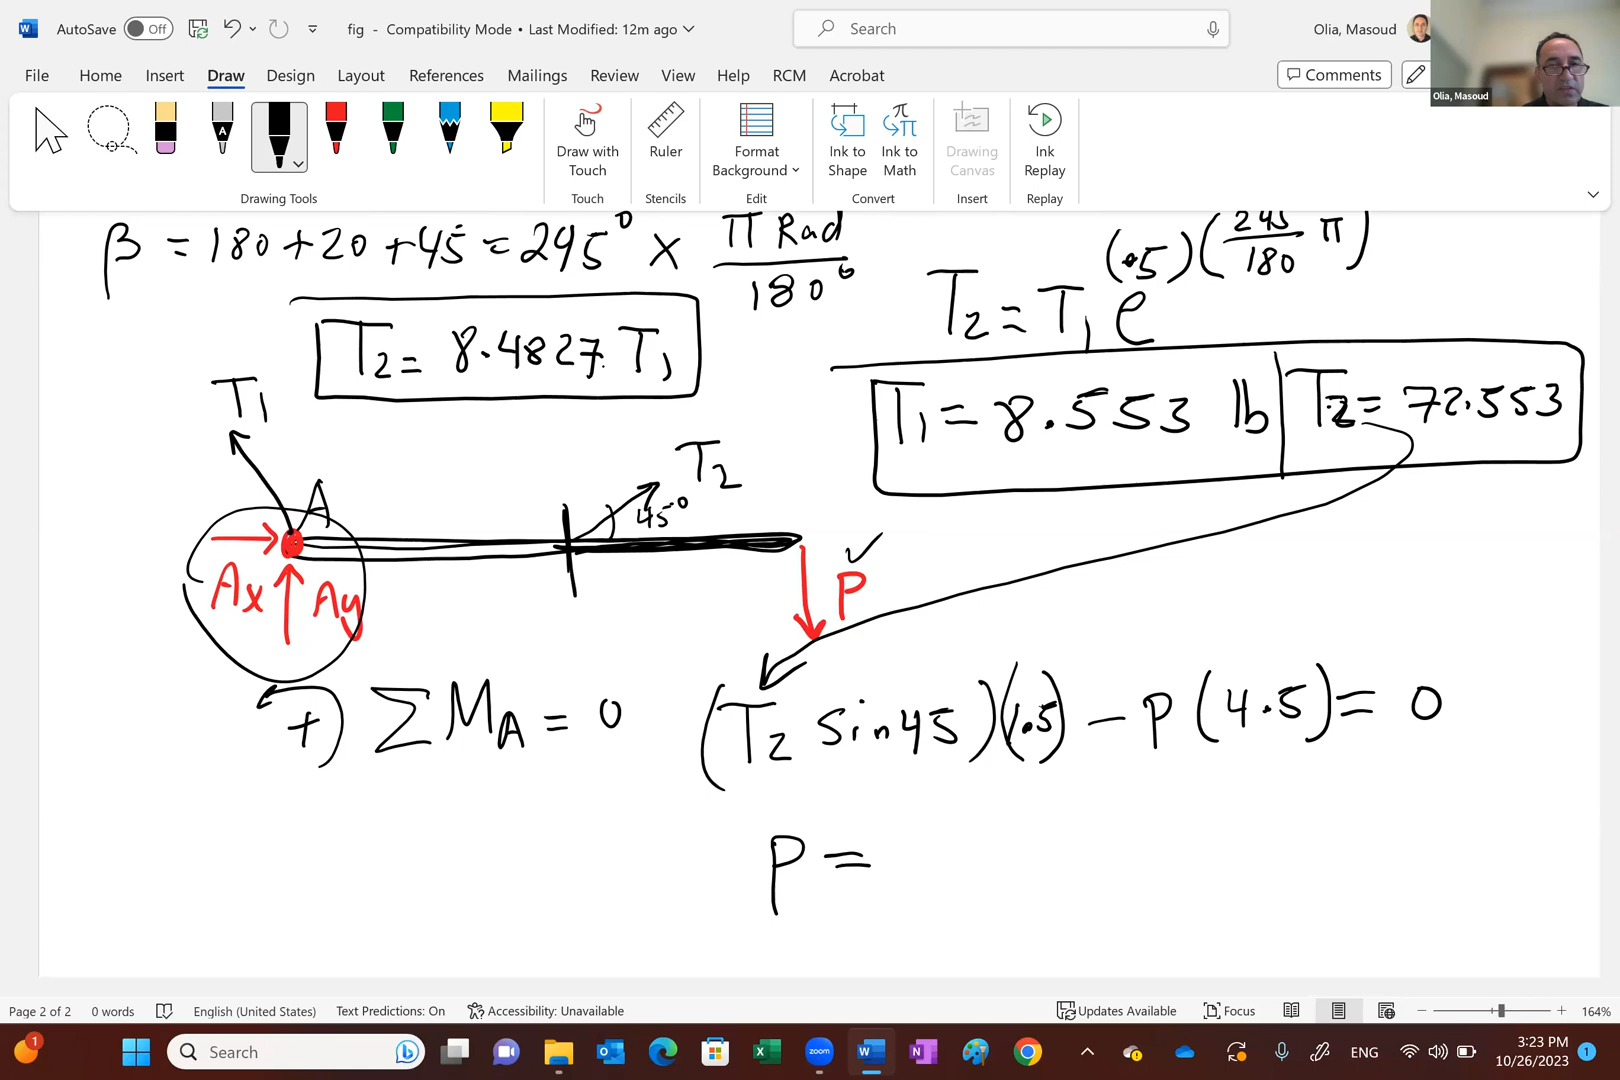 AutoSave Off fig - Compatibility Mode • Last Modified: 12m ago Search Olia, Masoud
File Home Insert Draw Design Layout References Mailings Review View Help RCM Acrobat Comments
Olia, Masoud
Draw with Touch Ruler Format Background Ink to Shape Ink to Math Drawing Canvas Ink Replay
Drawing Tools Touch Stencils Edit Convert Insert Replay
β = 180 + 20 + 45 = 245° × π Rad / 180°
T2 = T1 e^(.5)(245/180 π)
T2 = 8.4827 T1
T1 = 8.553 lb T2 = 72.553
T1
T2
A
45°
Ax Ay
P ✓
+) ΣMA = 0 (T2 sin45)(1.5) - P(4.5) = 0
P =
Page 2 of 2 0 words English (United States) Text Predictions: On Accessibility: Unavailable Updates Available Focus 164%
1 Search zoom ENG 3:23 PM 1
10/26/2023